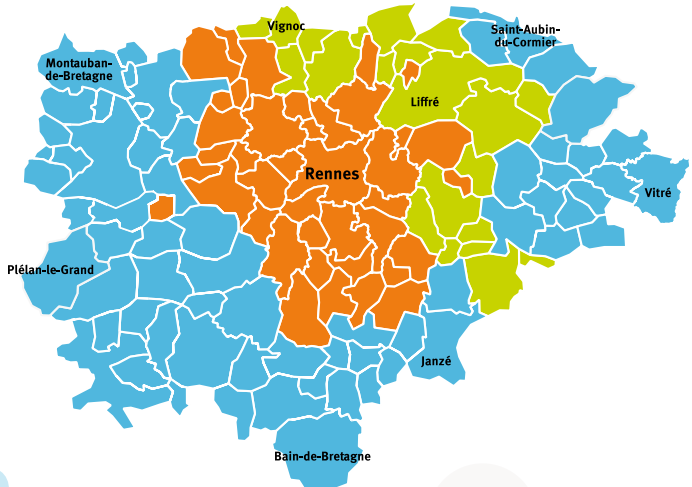 Vignoc
Saint-Aubin-
du-Cormier
Montauban-
de-Bretagne
Liffré
Rennes
Vitré
Plélan-le-Grand
Janzé
Bain-de-Bretagne